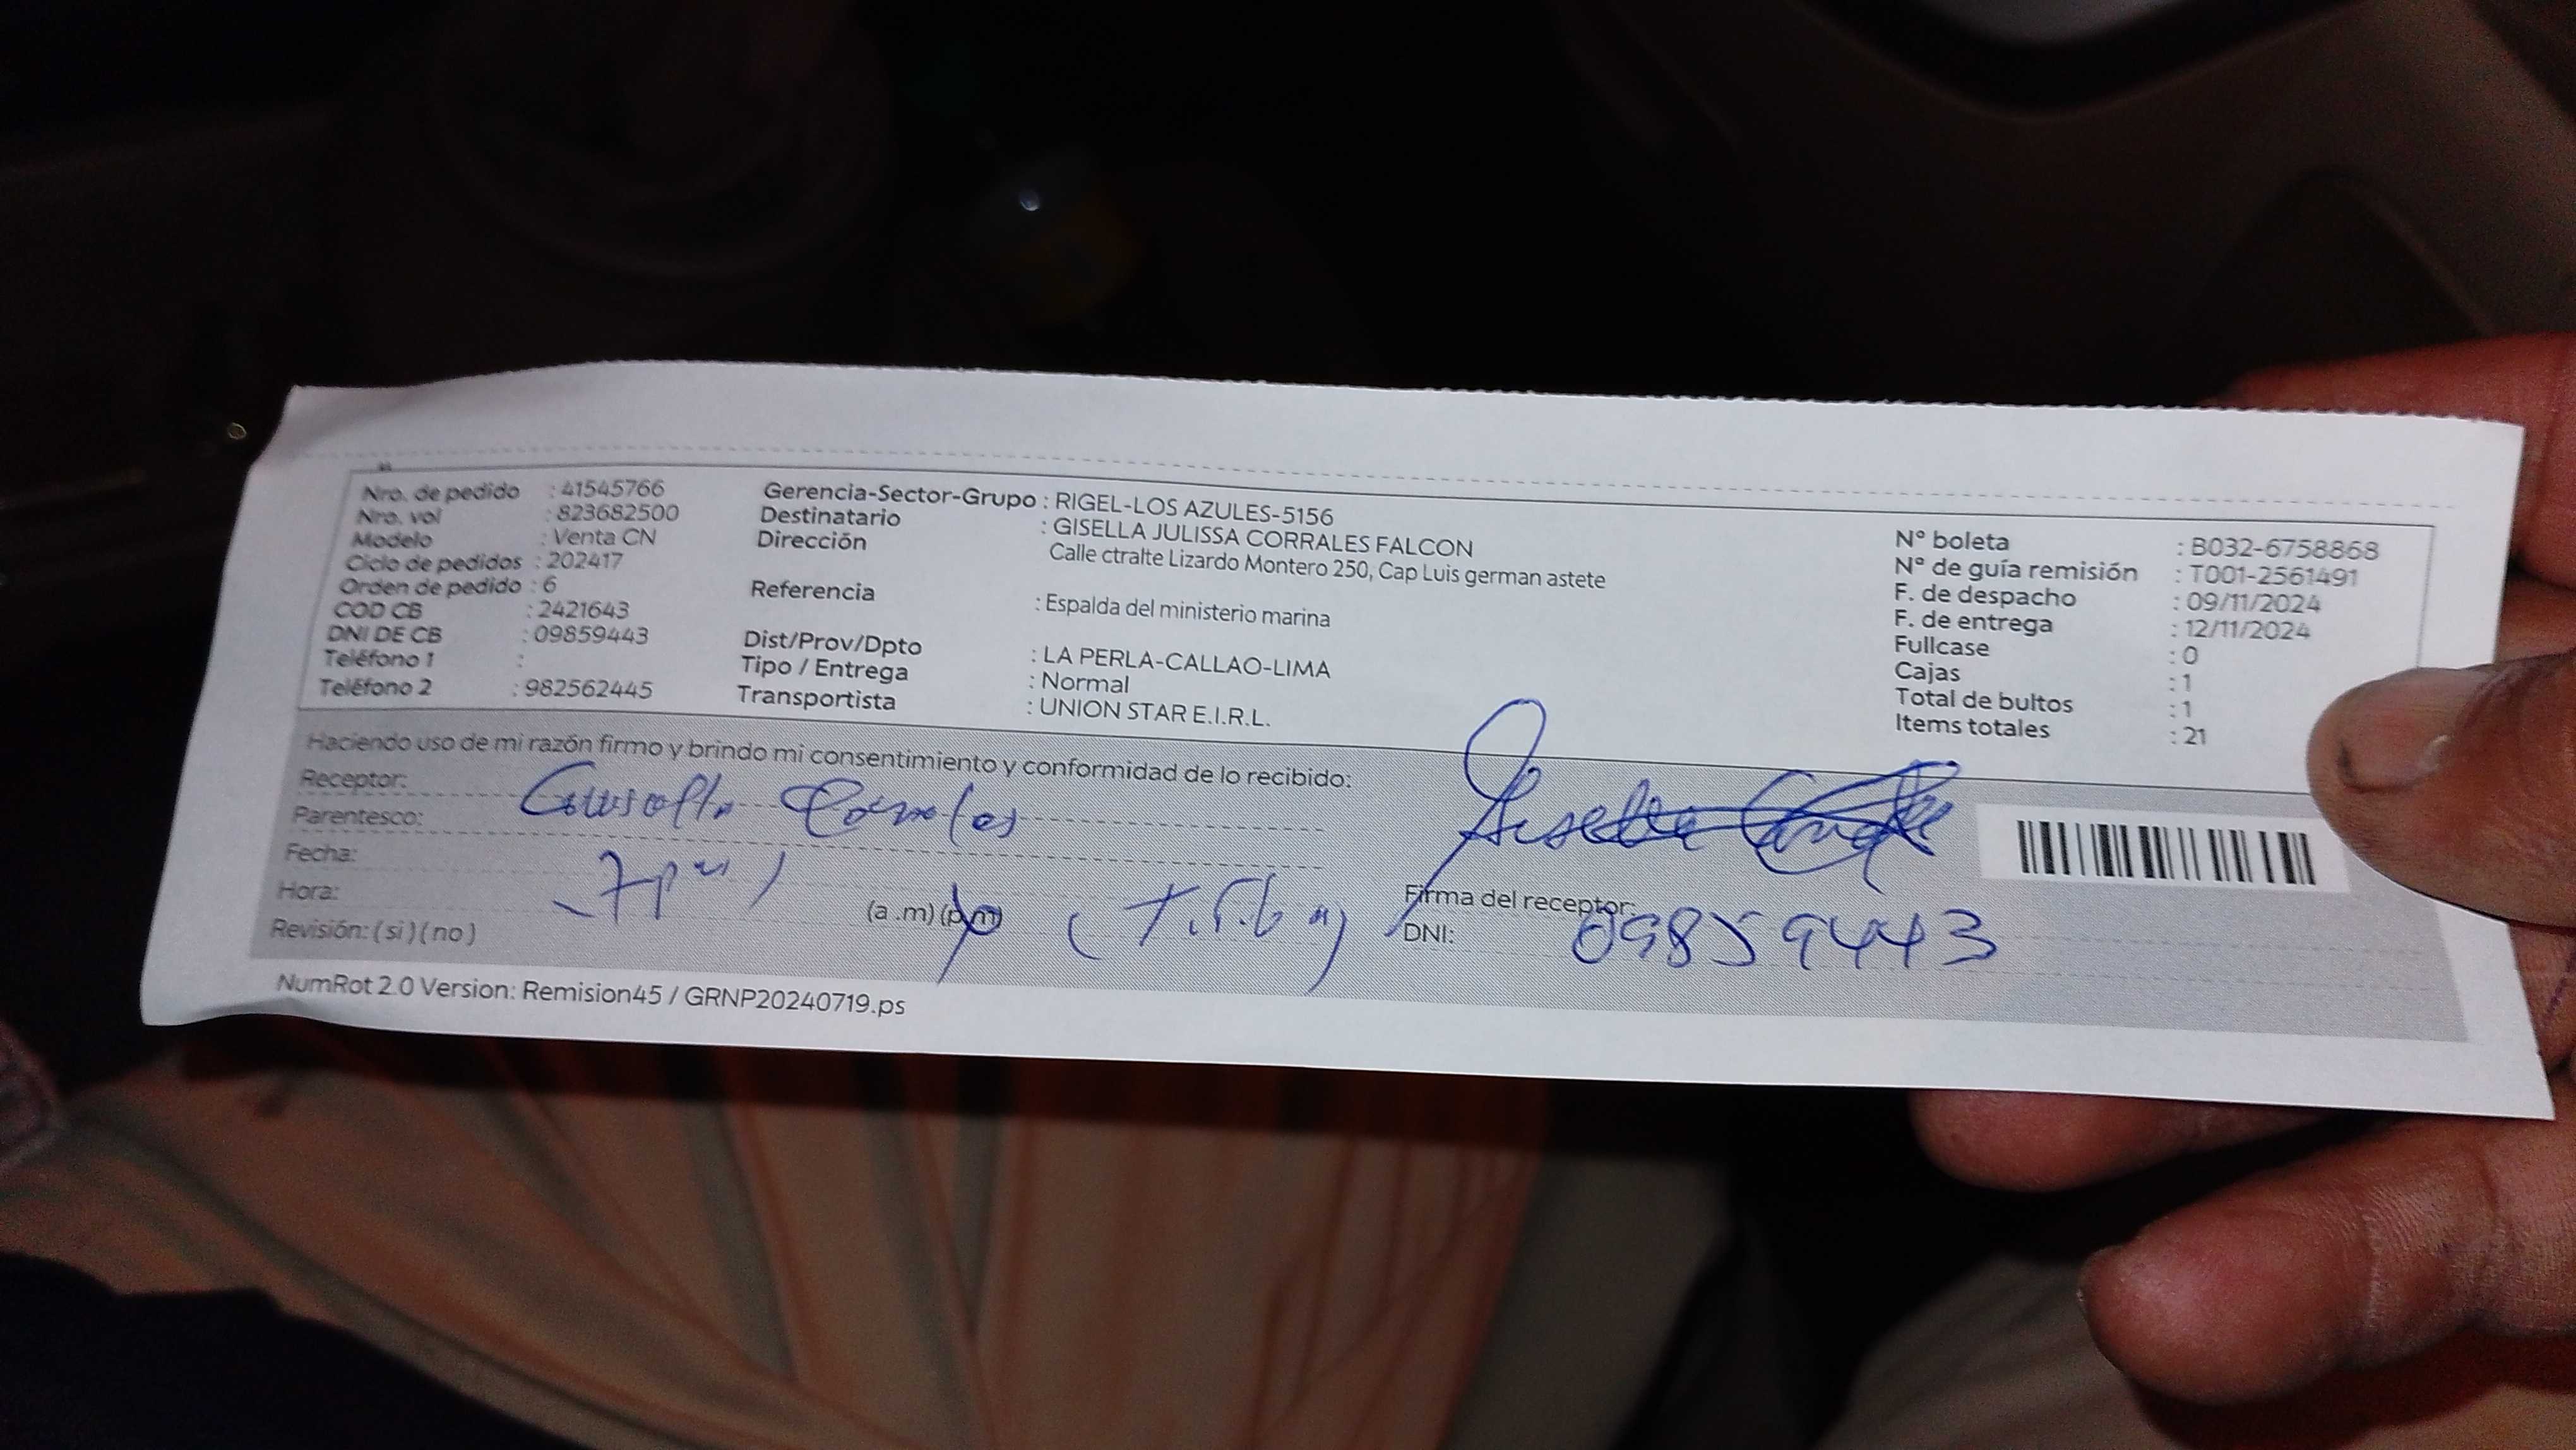 Nro. de pedido : 41545766
Nro. vol : 823682500
Modelo : Venta CN
Ciclo de pedidos : 202417
Orden de pedido : 6
COD CB : 2421643
DNI DE CB : 09859443
Teléfono 1 :
Teléfono 2 : 982562445
Gerencia-Sector-Grupo : RIGEL-LOS AZULES-5156
Destinatario : GISELLA JULISSA CORRALES FALCON
Dirección Calle ctralte Lizardo Montero 250, Cap Luis german astete
Referencia : Espalda del ministerio marina
Dist/Prov/Dpto : LA PERLA-CALLAO-LIMA
Tipo / Entrega : Normal
Transportista : UNION STAR E.I.R.L.
N° boleta : B032-6758868
N° de guía remisión : T001-2561491
F. de despacho : 09/11/2024
F. de entrega : 12/11/2024
Fullcase : 0
Cajas : 1
Total de bultos : 1
Items totales : 21
Haciendo uso de mi razón firmo y brindo mi consentimiento y conformidad de lo recibido:
Receptor:
Parentesco:
Fecha:
Hora: (a .m) (p.m)
Revisión: ( si ) ( no )
Firma del receptor:
DNI: 09859443
NumRot 2.0 Version: Remision45 / GRNP20240719.ps